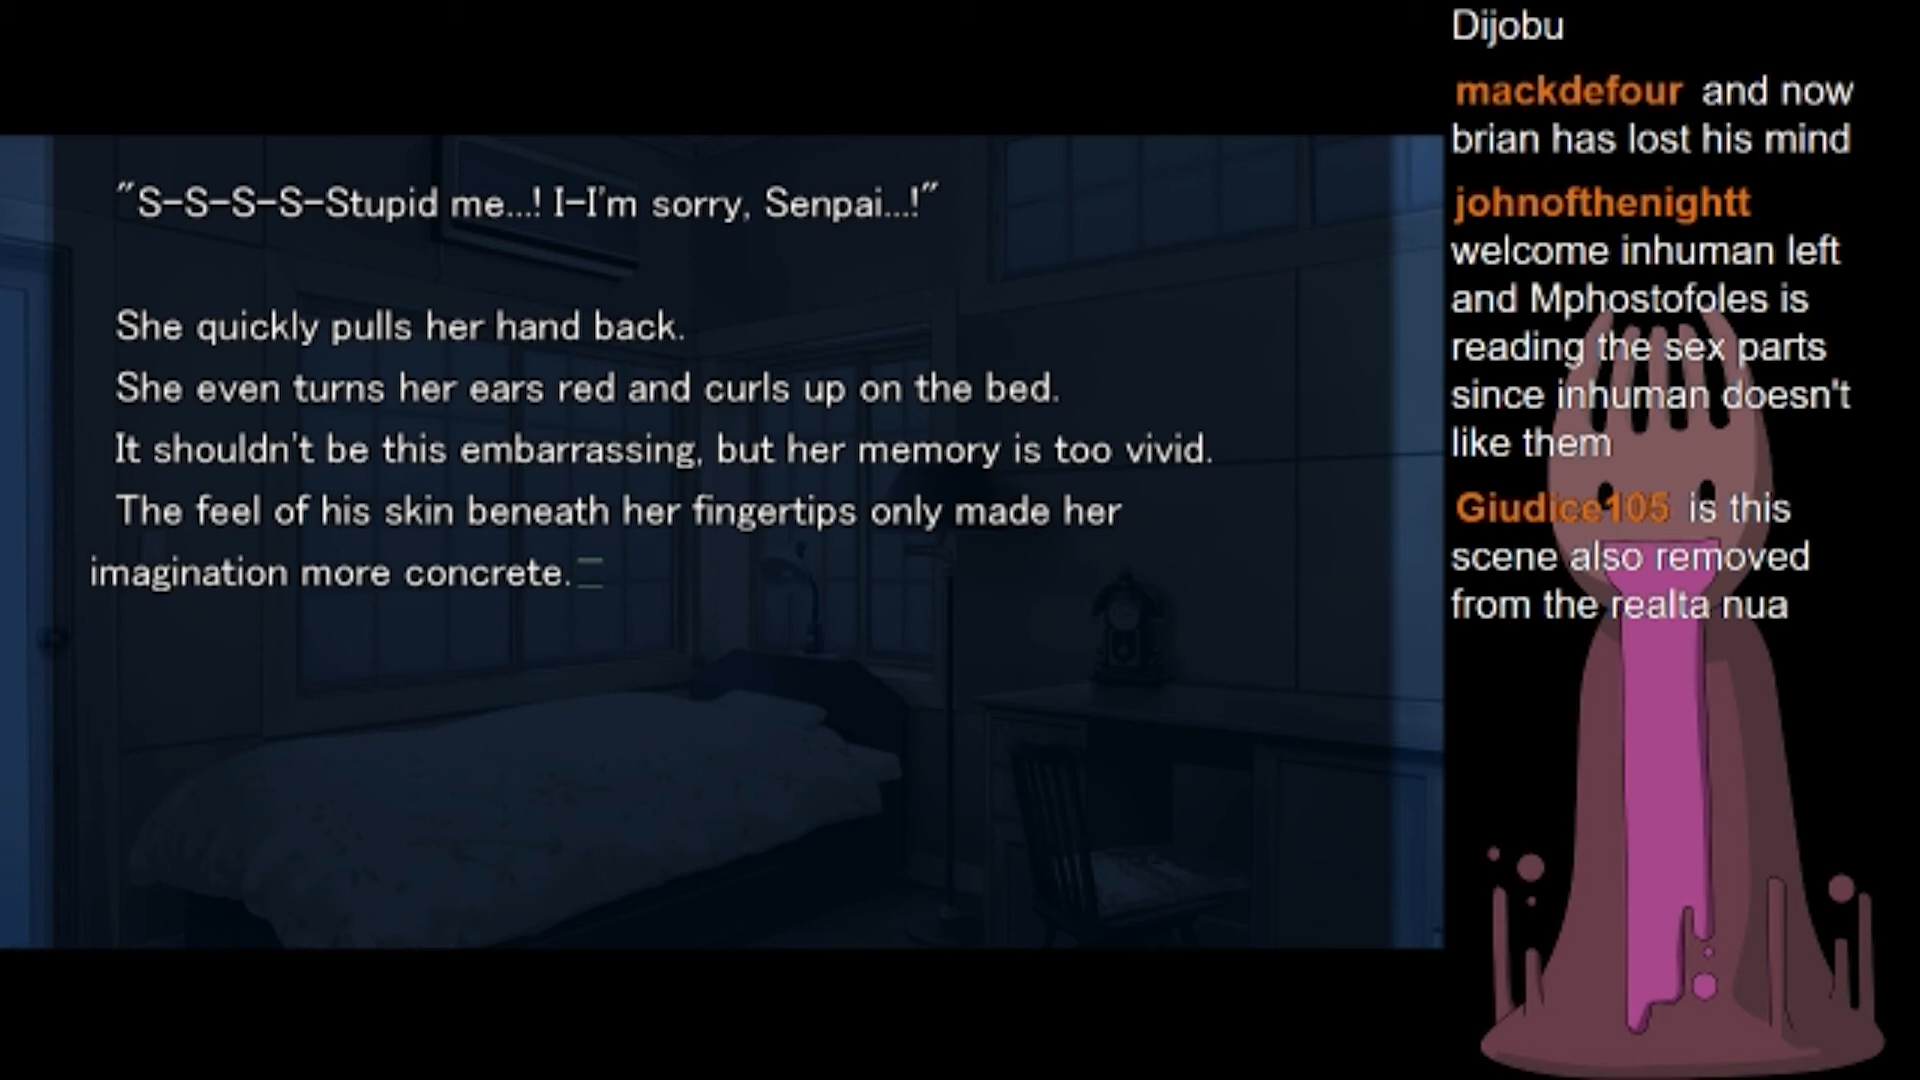 "S-S-S-S-Stupid me...! I-I'm sorry, Senpai...!"
She quickly pulls her hand back.
She even turns her ears red and curls up on the bed.
It shouldn't be this embarrassing, but her memory is too vivid.
The feel of his skin beneath her fingertips only made her
imagination more concrete.
Dijobu
mackdefour and now
brian has lost his mind
johnofthenightt
welcome inhuman left
and Mphostofoles is
reading the sex parts
since inhuman doesn't
like them
Giudice105 is this
scene also removed
from the realta nua